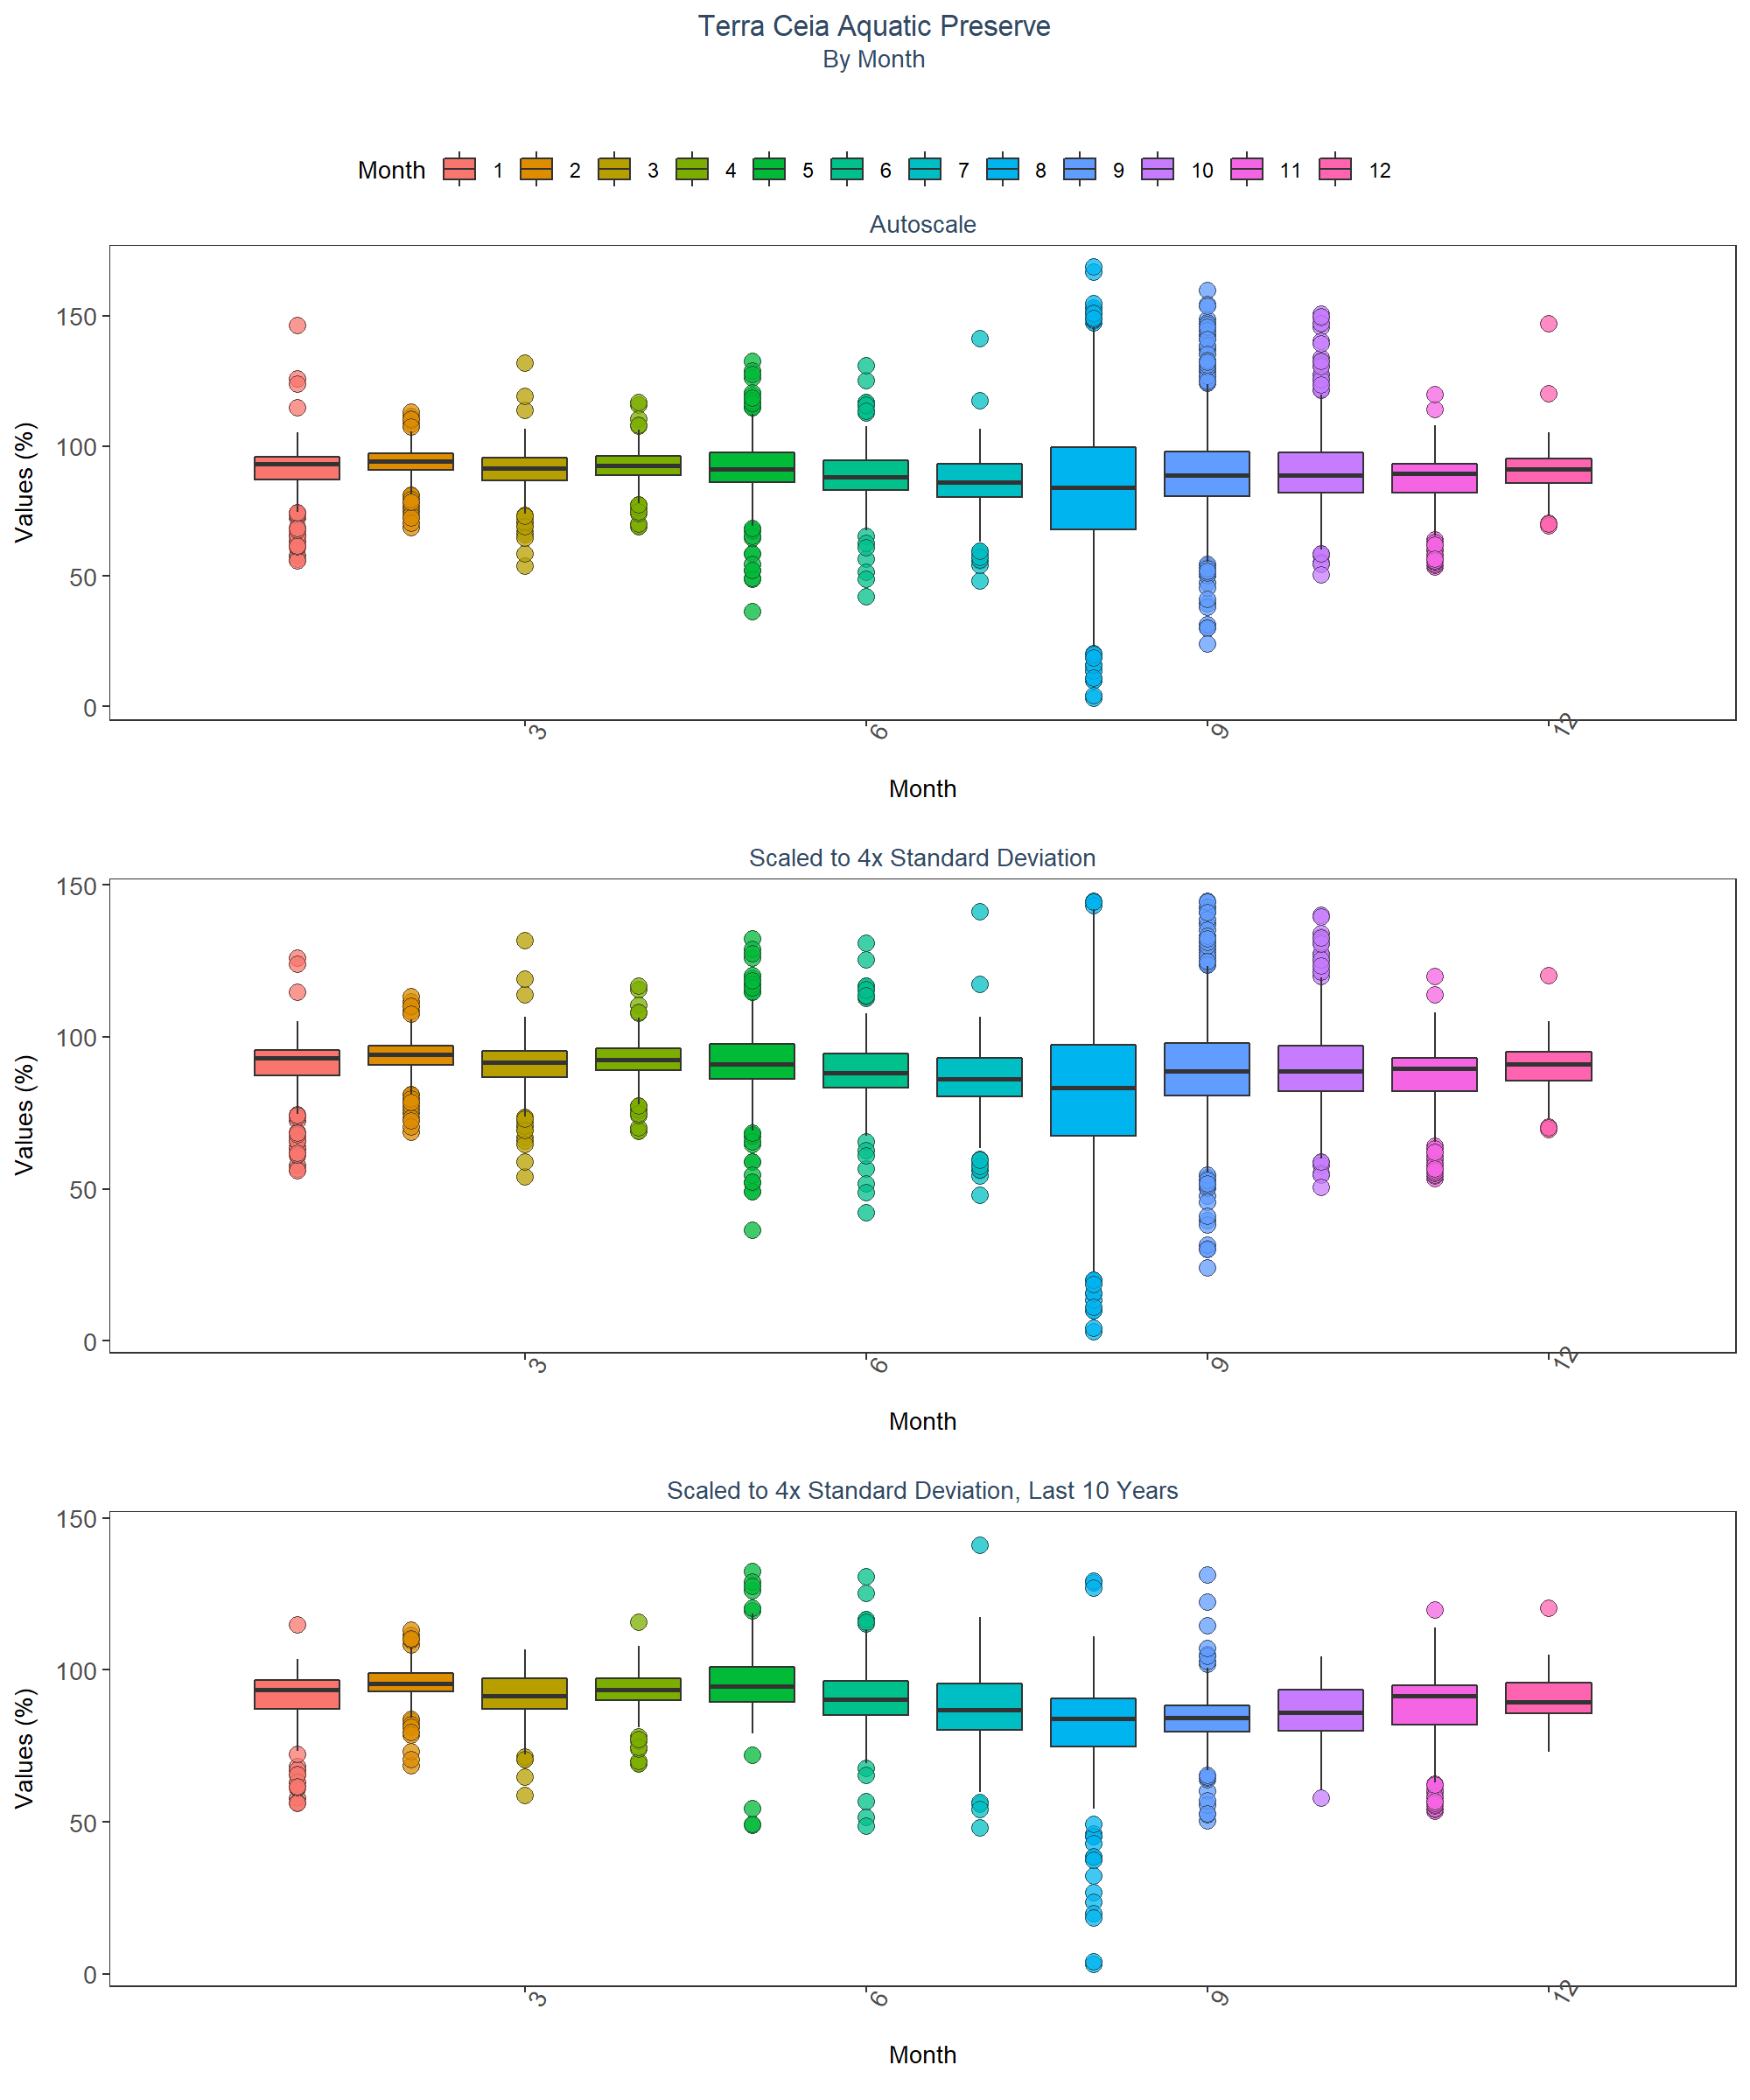 Terra Ceia Aquatic Preserve
By Month
Month 1 2 3 4 5 6 7 8 9 10 11 12
Autoscale
Values (%)
150
100
50
0
3 6 9 12
Month
Scaled to 4x Standard Deviation
Values (%)
150
100
50
0
3 6 9 12
Month
Scaled to 4x Standard Deviation, Last 10 Years
Values (%)
150
100
50
0
3 6 9 12
Month